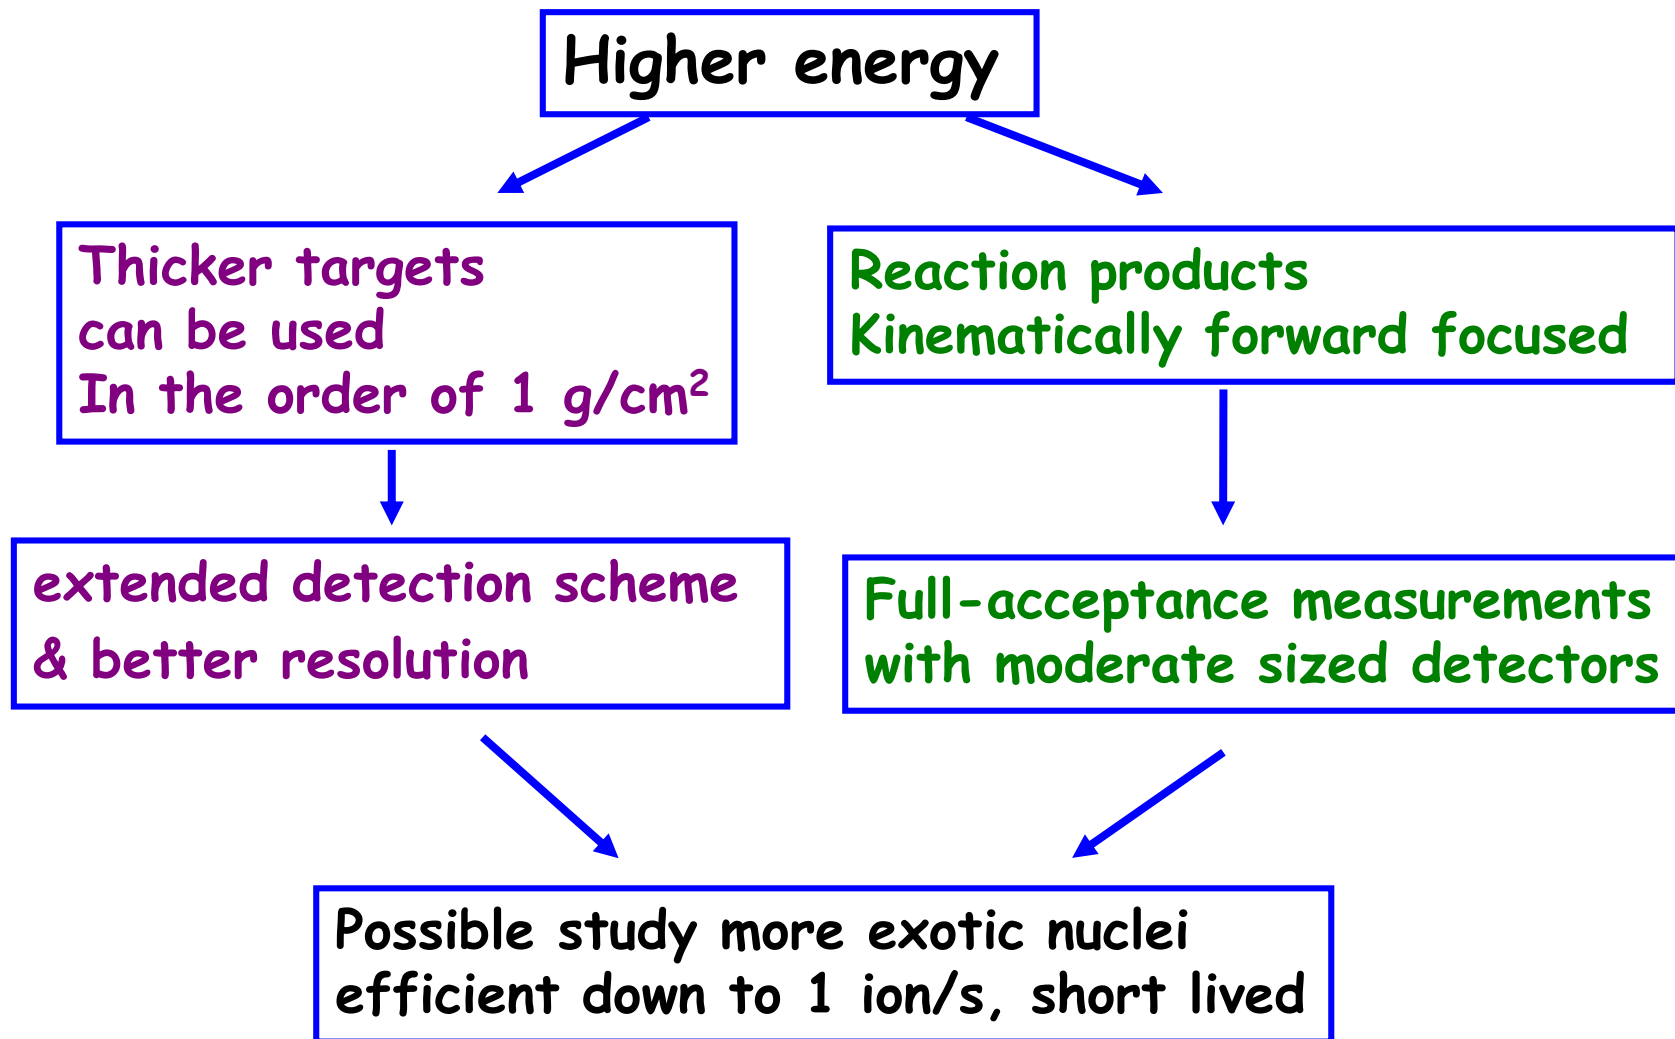 Higher energy
Thicker targets
can be used
In the order of 1 g/cm²
Reaction products
Kinematically forward focused
extended detection scheme
& better resolution
Full-acceptance measurements
with moderate sized detectors
Possible study more exotic nuclei
efficient down to 1 ion/s, short lived